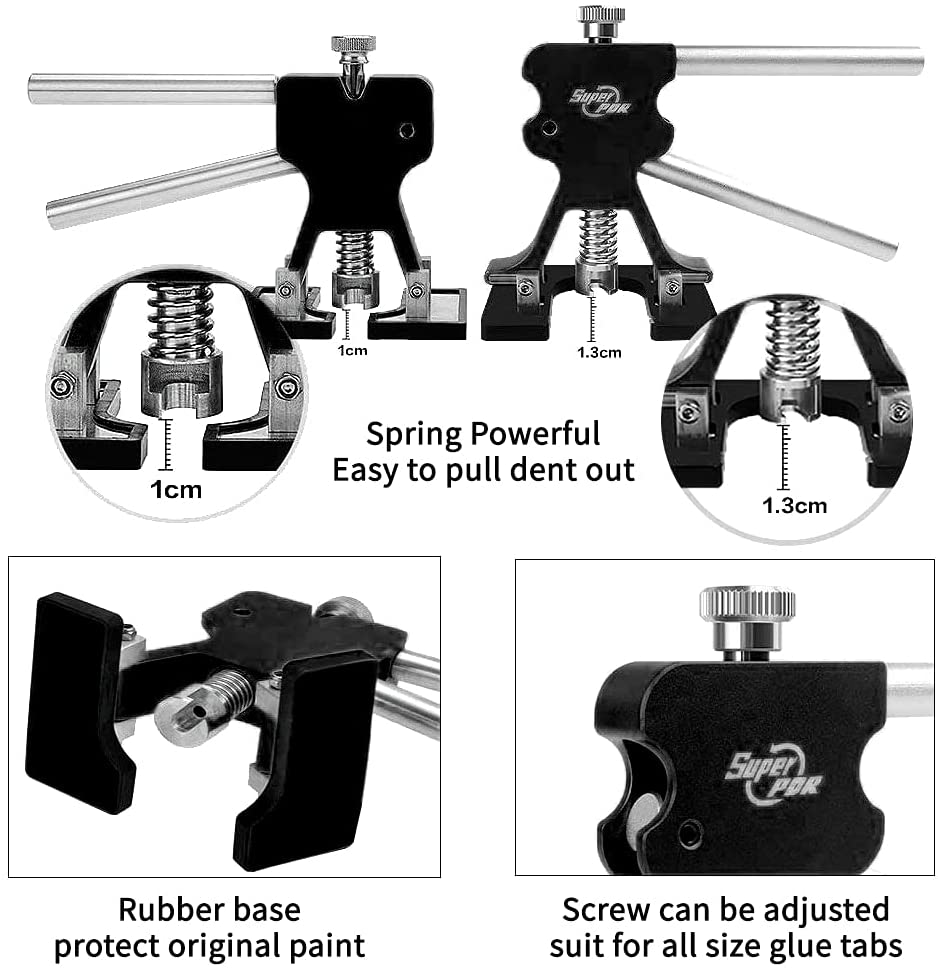 Super
PDR
1cm
1.3cm
1cm
Spring Powerful
Easy to pull dent out
1.3cm
Super
PDR
Rubber base
protect original paint
Screw can be adjusted
suit for all size glue tabs